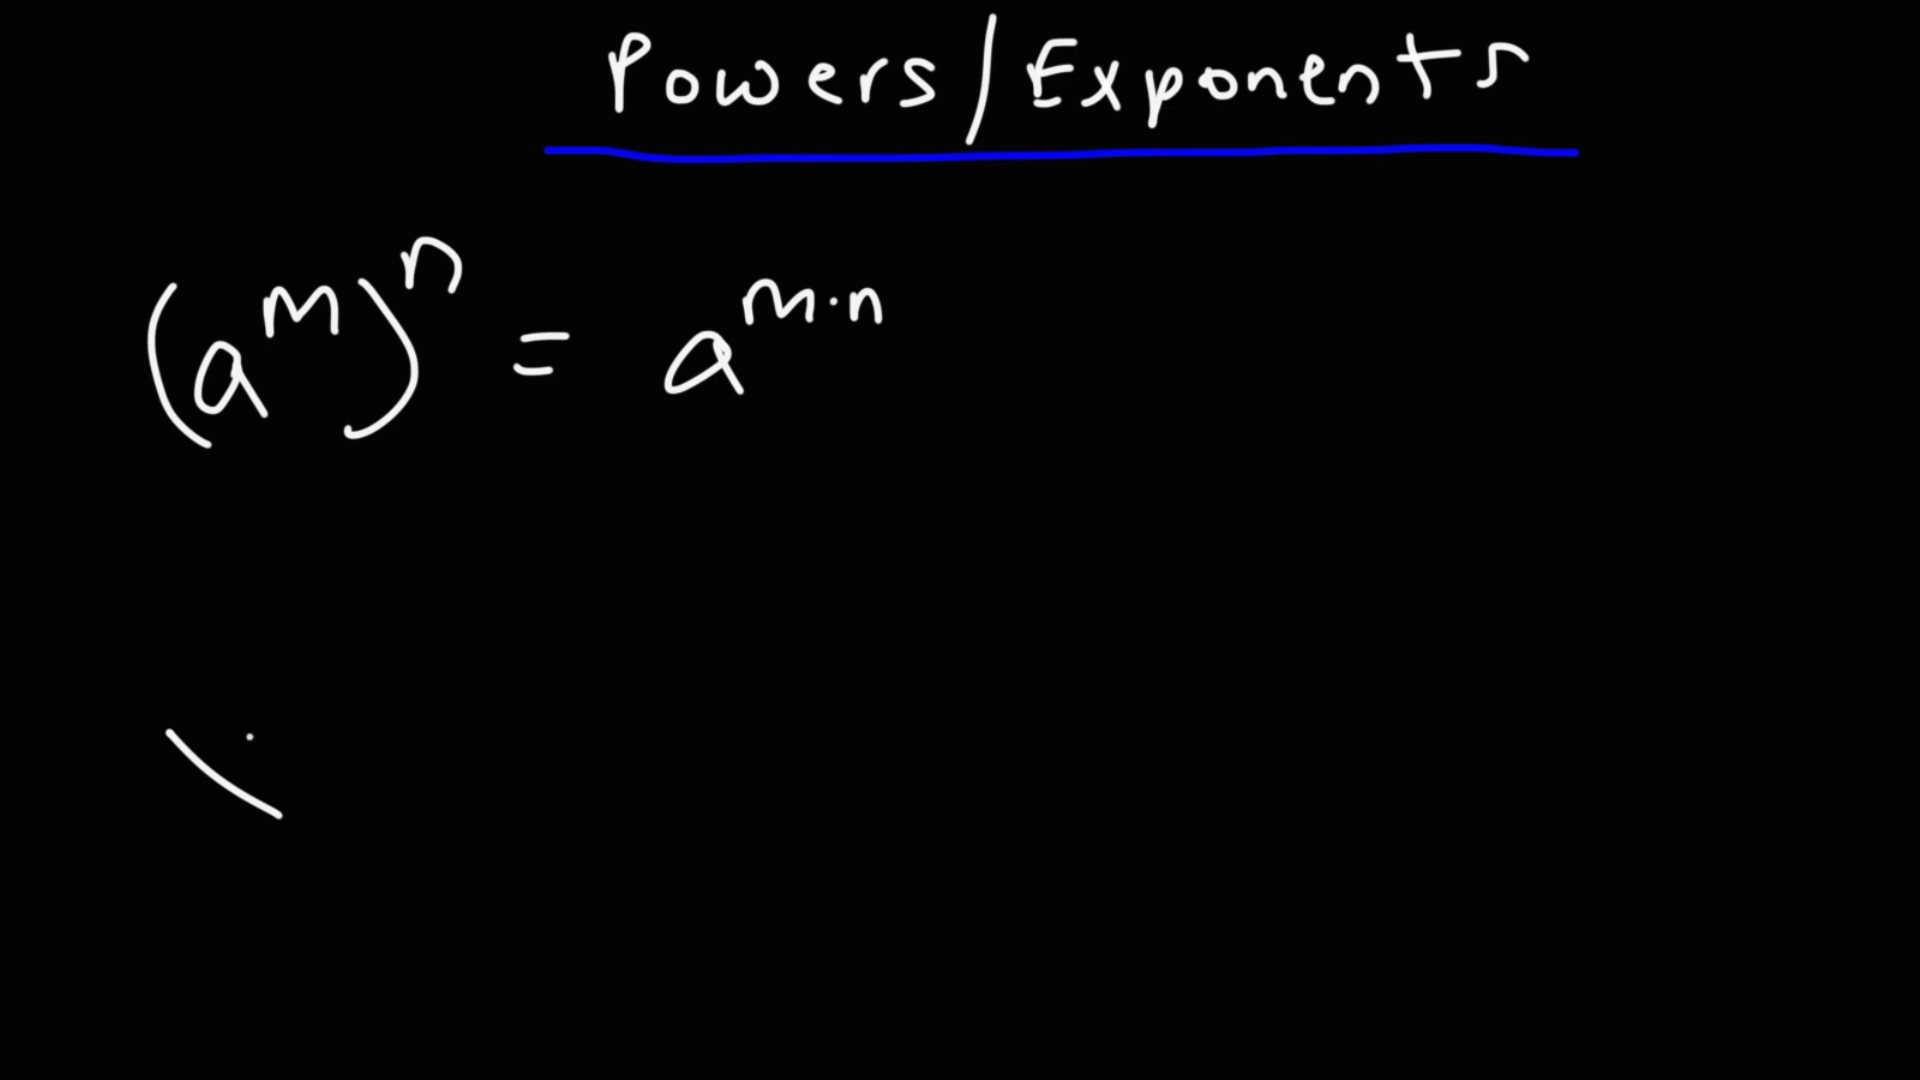 Powers/Exponents
(a^m)^n = a^{m·n}